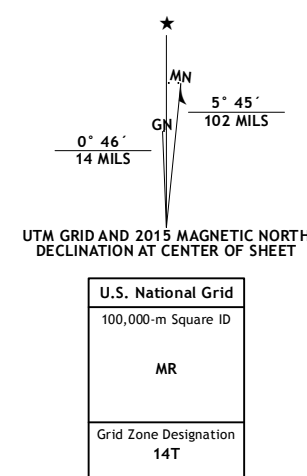 ★
MN
GN
5° 45´
102 MILS
0° 46´
14 MILS
UTM GRID AND 2015 MAGNETIC NORTH
DECLINATION AT CENTER OF SHEET
U.S. National Grid
100,000-m Square ID
MR
Grid Zone Designation
14T